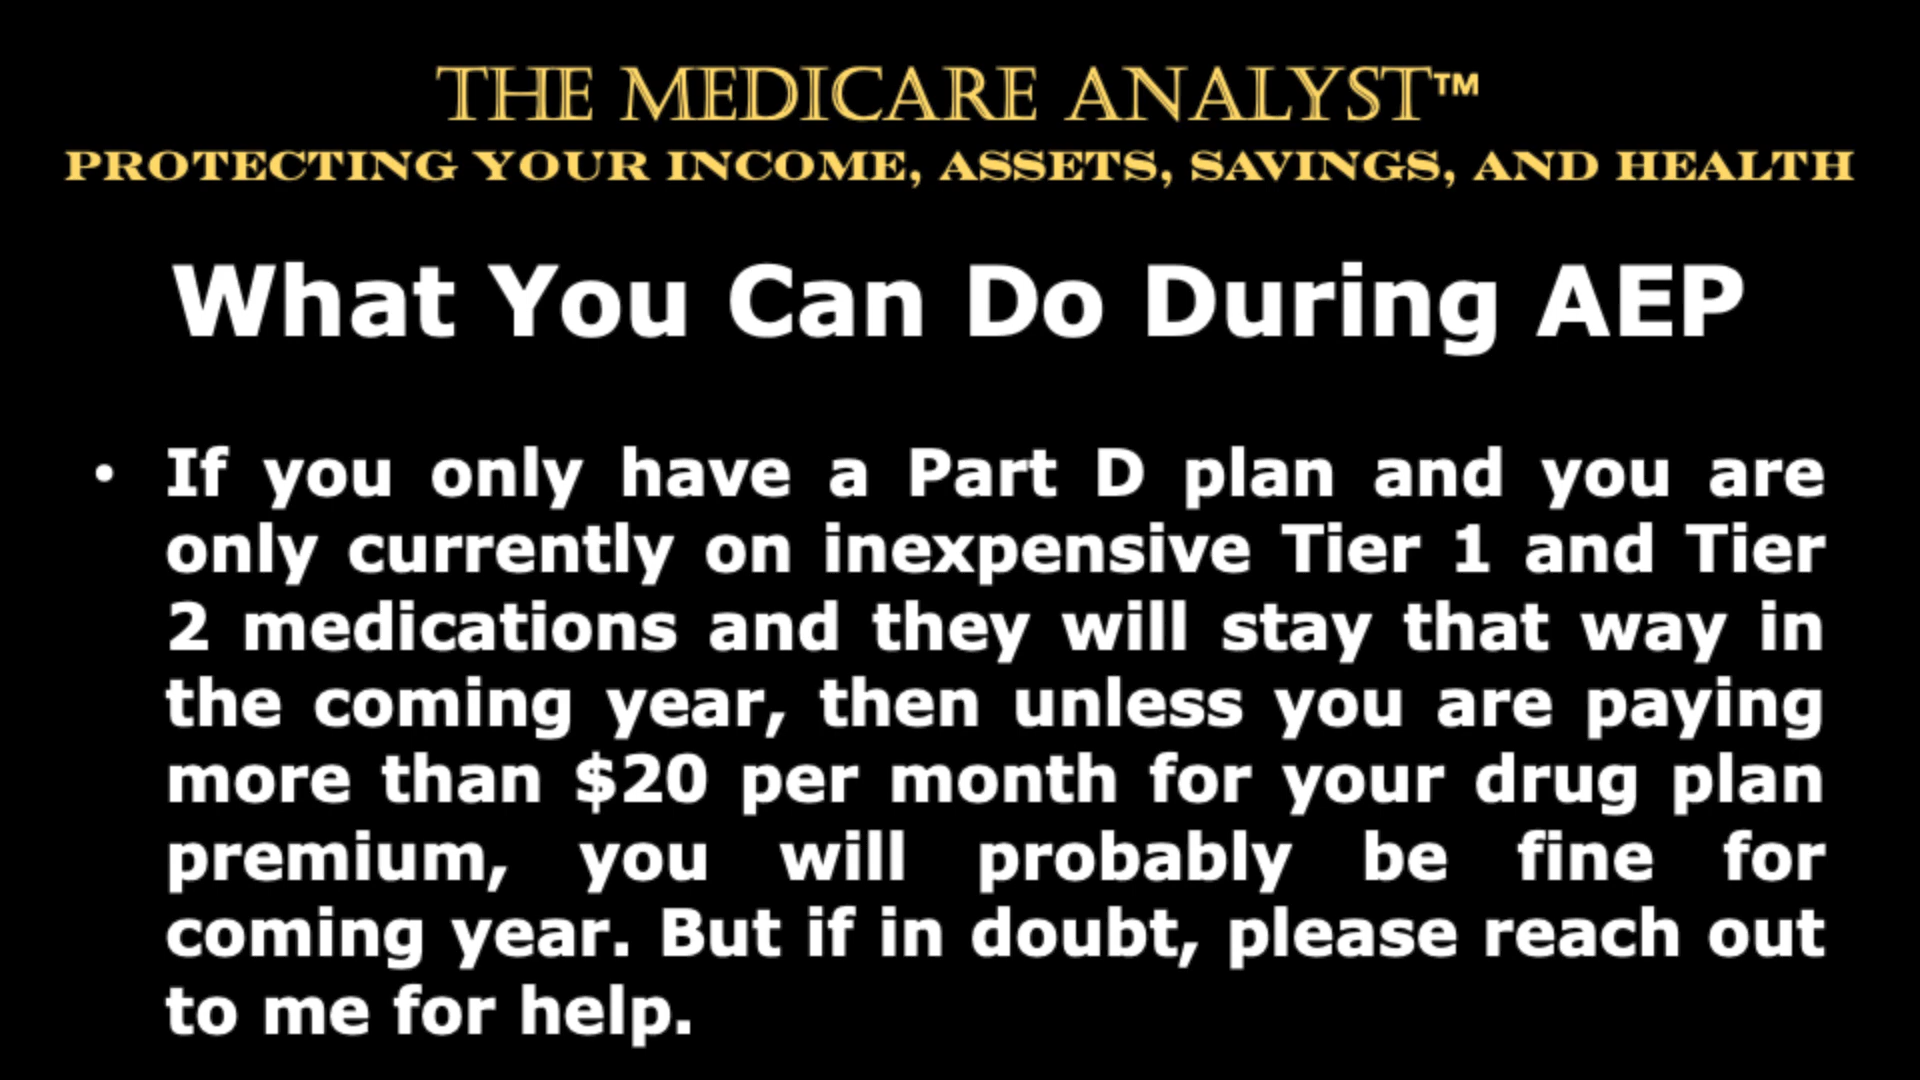 THE MEDICARE ANALYST™
PROTECTING YOUR INCOME, ASSETS, SAVINGS, AND HEALTH
What You Can Do During AEP
• If you only have a Part D plan and you are
only currently on inexpensive Tier 1 and Tier
2 medications and they will stay that way in
the coming year, then unless you are paying
more than $20 per month for your drug plan
premium, you will probably be fine for
coming year. But if in doubt, please reach out
to me for help.